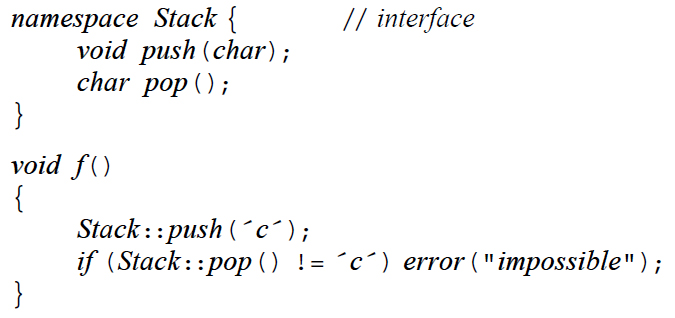 namespace Stack {	// interface
	void push(char);
	char pop();
}
void f()
{
	Stack::push(´c´);
	if (Stack::pop() != ´c´) error("impossible");
}